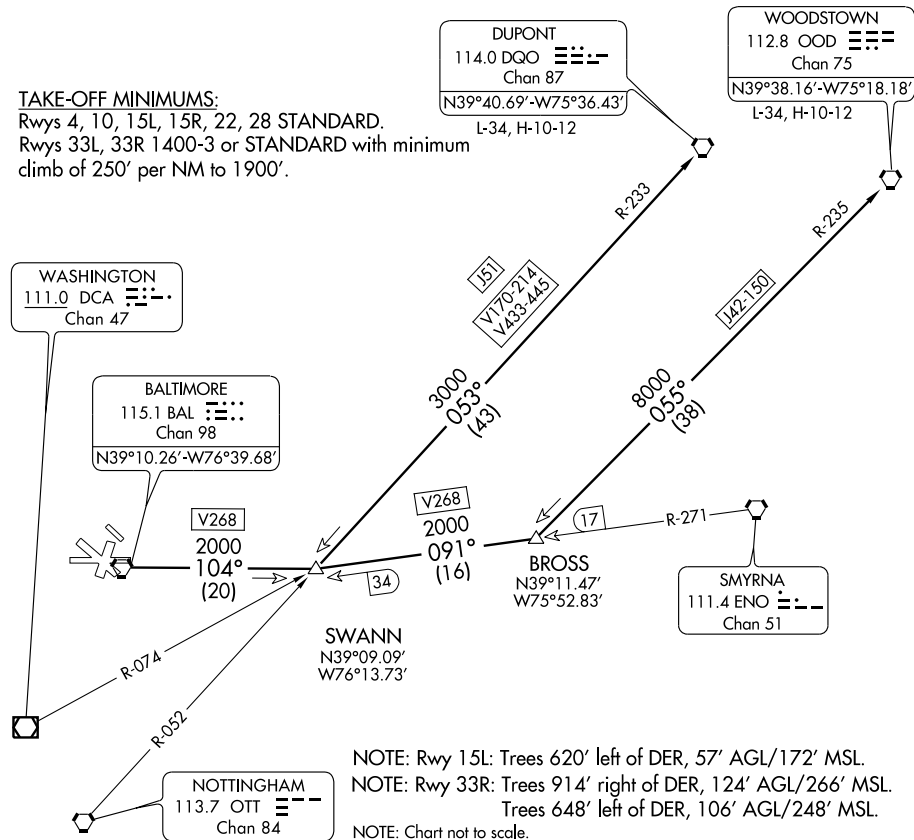 DUPONT
114.0 DQO
Chan 87
N39°40.69'-W75°36.43'
L-34, H-10-12
WOODSTOWN
112.8 OOD
Chan 75
N39°38.16'-W75°18.18'
L-34, H-10-12
TAKE-OFF MINIMUMS:
Rwys 4, 10, 15L, 15R, 22, 28 STANDARD.
Rwys 33L, 33R 1400-3 or STANDARD with minimum
climb of 250' per NM to 1900'.
R-233
R-235
J51
V170-214
V433-445
J42-150
WASHINGTON
111.0 DCA
Chan 47
BALTIMORE
115.1 BAL
Chan 98
N39°10.26'-W76°39.68'
3000
053°
(43)
8000
055°
(38)
V268
2000
104°
(20)
V268
2000
091°
(16)
17
R-271
34
BROSS
N39°11.47'
W75°52.83'
SMYRNA
111.4 ENO
Chan 51
SWANN
N39°09.09'
W76°13.73'
R-074
R-052
NOTTINGHAM
113.7 OTT
Chan 84
NOTE: Rwy 15L: Trees 620' left of DER, 57' AGL/172' MSL.
NOTE: Rwy 33R: Trees 914' right of DER, 124' AGL/266' MSL.
Trees 648' left of DER, 106' AGL/248' MSL.
NOTE: Chart not to scale.